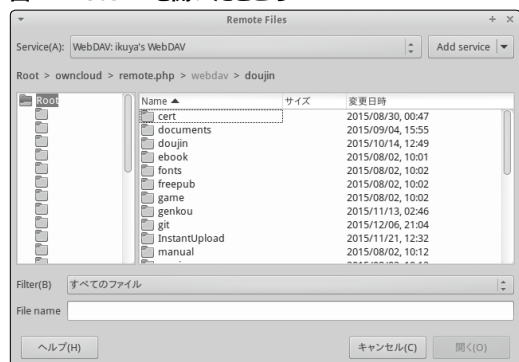 Remote Files
Service(A): WebDAV: ikuya's WebDAV Add service
Root > owncloud > remote.php > webdav > doujin
Root
Name サイズ 変更日時
cert 2015/08/30, 00:47
documents 2015/09/04, 15:55
doujin 2015/10/14, 12:49
ebook 2015/08/02, 10:01
fonts 2015/08/02, 10:02
freepub 2015/08/02, 10:02
game 2015/08/02, 10:02
genkou 2015/11/13, 02:46
git 2015/12/06, 21:04
InstantUpload 2015/11/21, 12:32
manual 2015/08/02, 10:12
Filter(B) すべてのファイル
File name
ヘルプ(H) キャンセル(C) 開く(O)